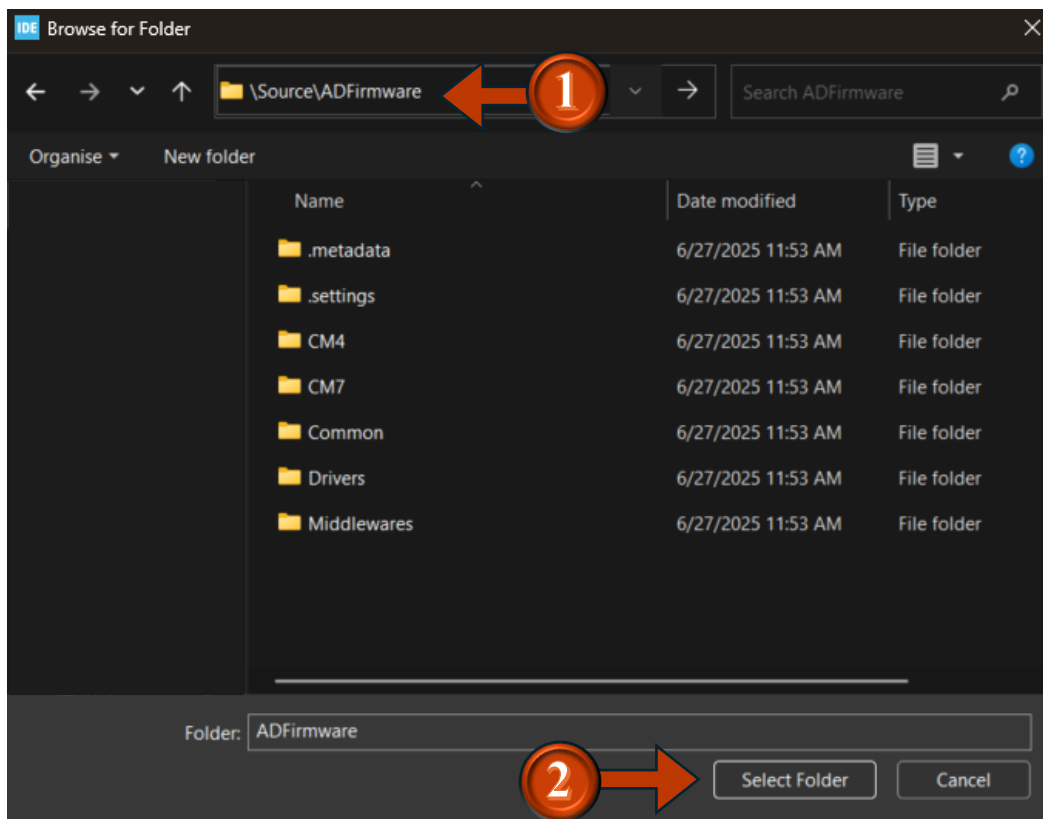 IDE Browse for Folder
\Source\ADFirmware 1 Search ADFirmware
Organise New folder ?
Name Date modified Type
.metadata 6/27/2025 11:53 AM File folder
.settings 6/27/2025 11:53 AM File folder
CM4 6/27/2025 11:53 AM File folder
CM7 6/27/2025 11:53 AM File folder
Common 6/27/2025 11:53 AM File folder
Drivers 6/27/2025 11:53 AM File folder
Middlewares 6/27/2025 11:53 AM File folder
Folder: ADFirmware
2 Select Folder Cancel